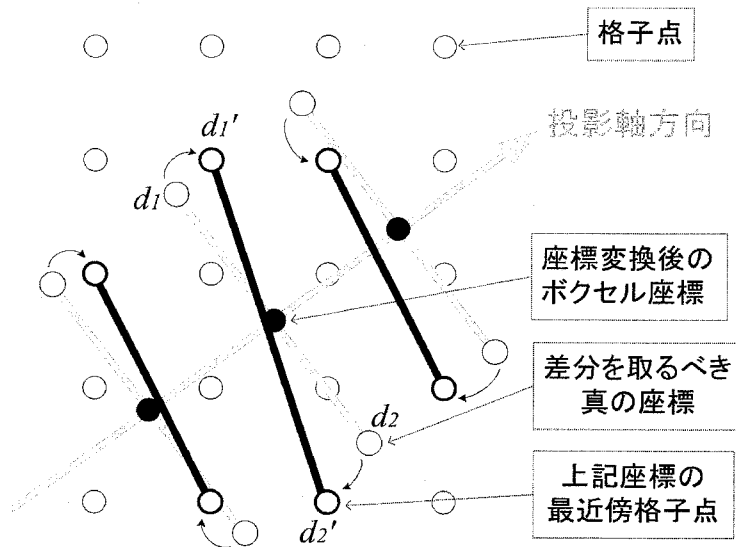 格子点
投影軸方向
d1'
d1
座標変換後の
ボクセル座標
差分を取るべき
真の座標
d2
上記座標の
最近傍格子点
d2'